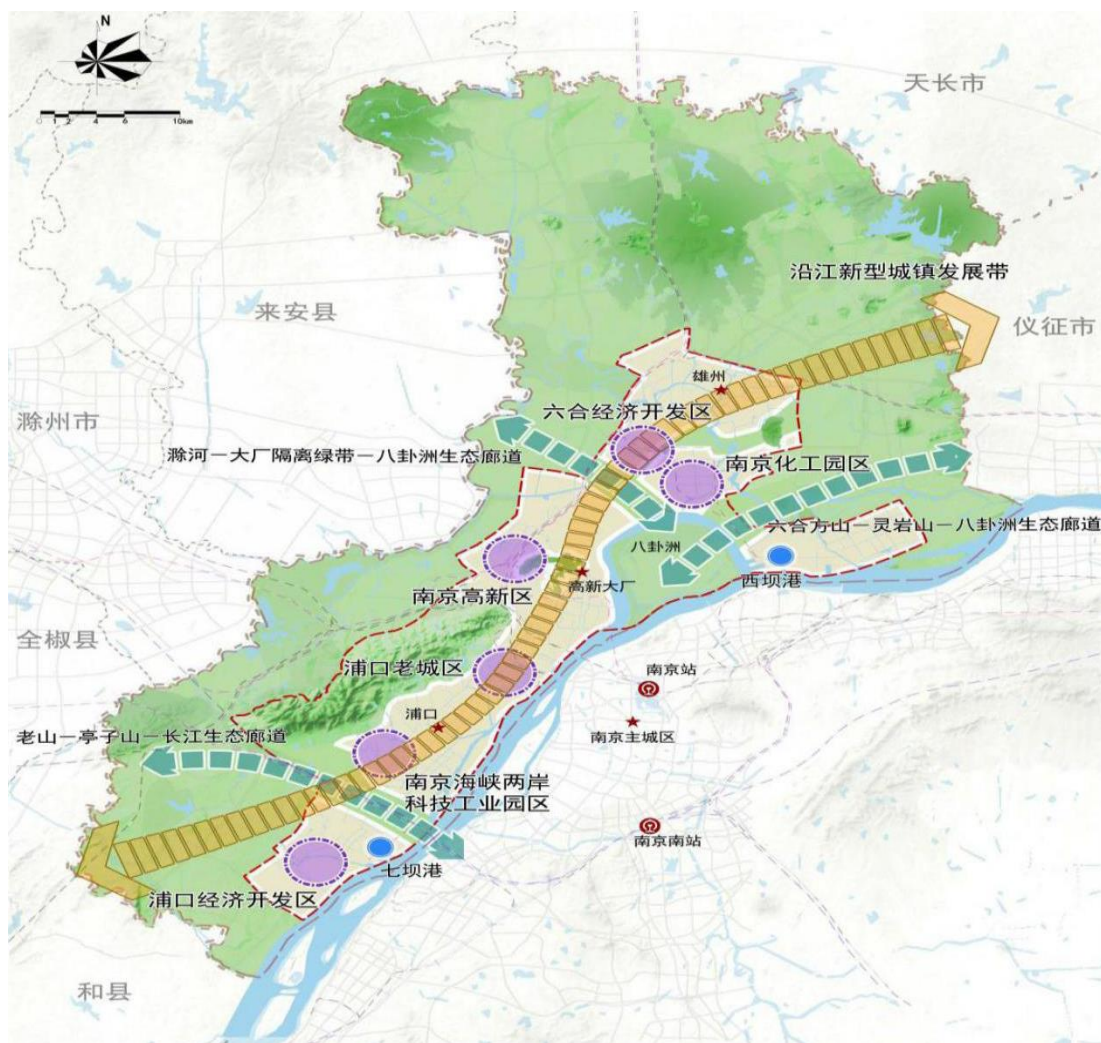 N
0 1 2 4 6 10km
天长市
沿江新型城镇发展带
来安县
仪征市
雄州
滁州市
六合经济开发区
滁河－大厂隔离绿带－八卦洲生态廊道
南京化工园区
六合方山－灵岩山－八卦洲生态廊道
八卦洲
高新大厂
西坝港
南京高新区
全椒县
浦口老城区
南京站
浦口
南京主城区
老山－亭子山－长江生态廊道
南京海峡两岸
科技工业园区
南京南站
七坝港
浦口经济开发区
和县